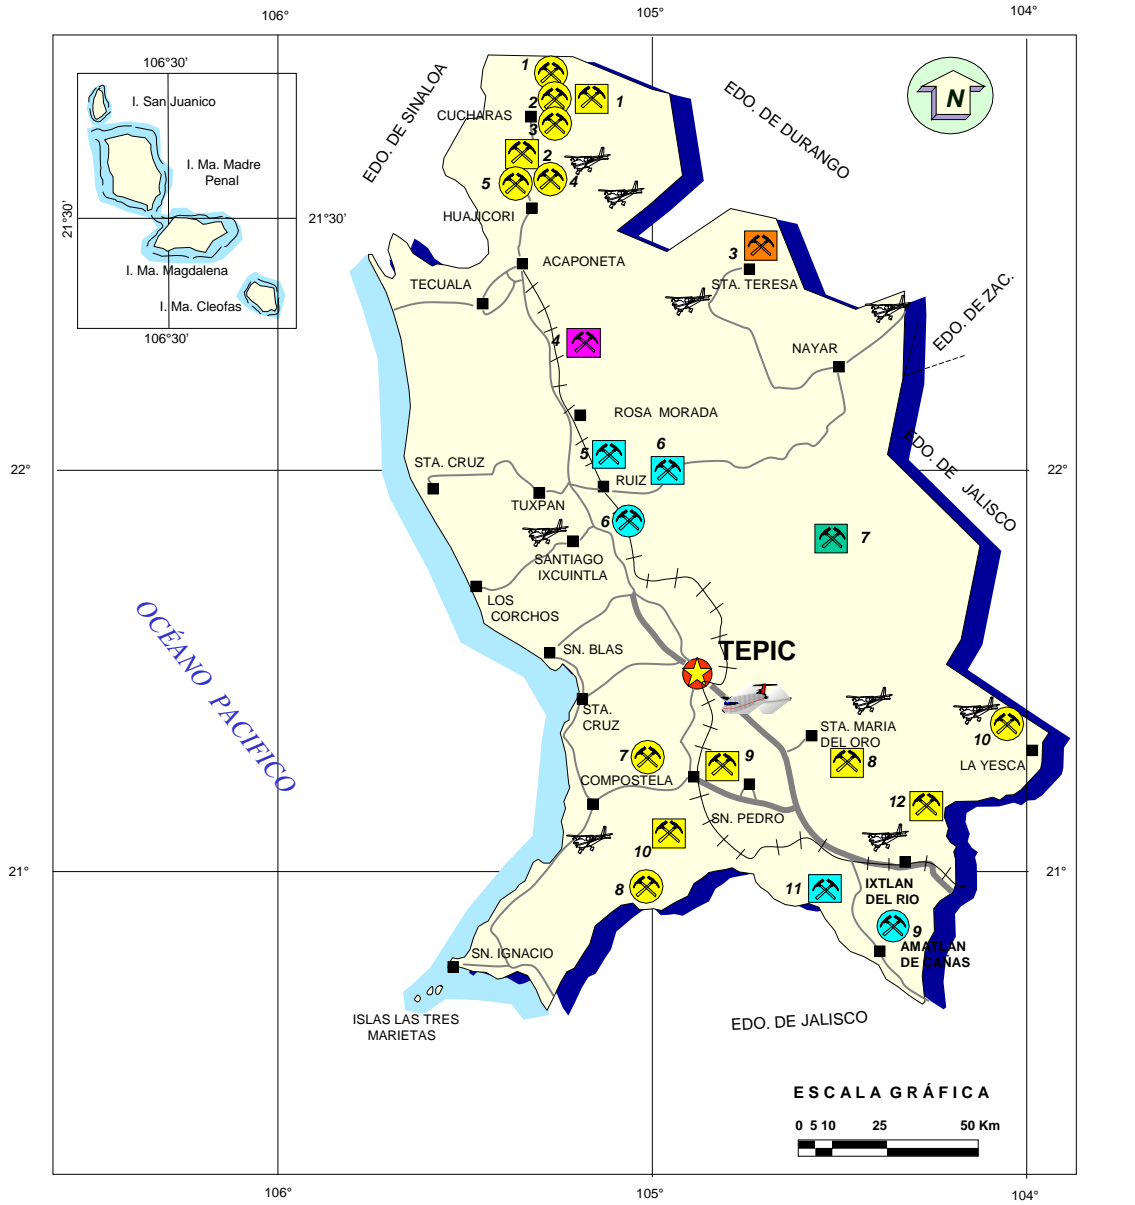 106°
105°
104°
106°30'
I. San Juanico
I. Ma. Madre
Penal
21°30'
21°30'
I. Ma. Magdalena
I. Ma. Cleofas
106°30'
EDO. DE SINALOA
EDO. DE DURANGO
N
1
2
1
CUCHARAS
3
2
5
4
HUAJICORI
ACAPONETA
TECUALA
3
STA. TERESA
EDO. DE ZAC.
4
NAYAR
ROSA MORADA
EDO. DE JALISCO
22°
22°
STA. CRUZ
5
6
RUIZ
TUXPAN
6
7
SANTIAGO
IXCUINTLA
LOS
CORCHOS
OCÉANO PACIFICO
SN. BLAS
TEPIC
STA.
CRUZ
STA. MARIA
DEL ORO
10
LA YESCA
7
9
8
COMPOSTELA
12
SN. PEDRO
10
21°
21°
8
11
IXTLAN
DEL RIO
9
AMATLAN
DE CAÑAS
SN. IGNACIO
ISLAS LAS TRES
MARIETAS
EDO. DE JALISCO
ESCALA GRÁFICA
0 5 10 25 50 Km
106°
105°
104°